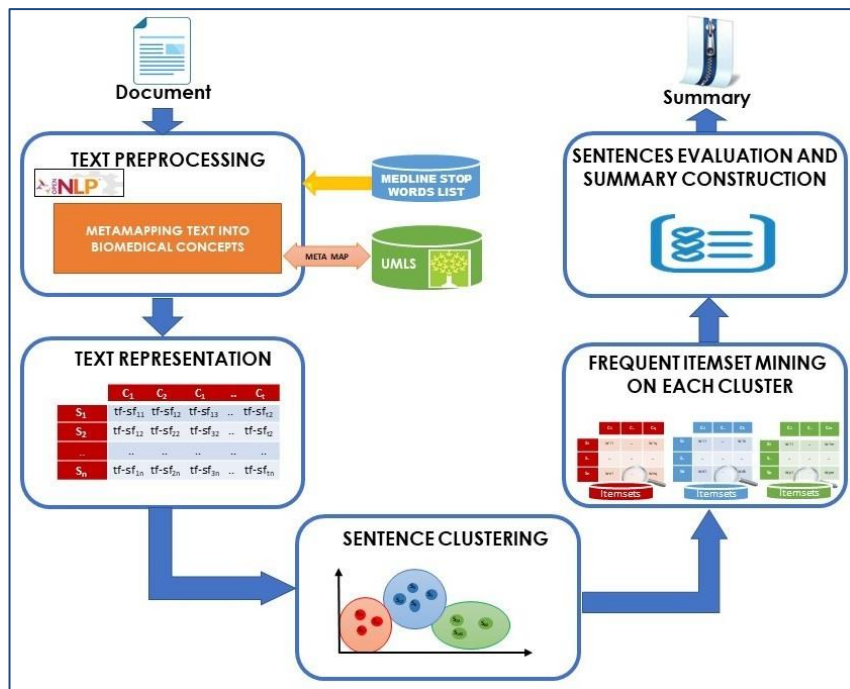 Document
TEXT PREPROCESSING
OPEN
NLP
METAMAPPING TEXT INTO
BIOMEDICAL CONCEPTS
MEDLINE STOP
WORDS LIST
META MAP
UMLS
TEXT REPRESENTATION
C1 C2 C1 .. Ct
S1 tf-sf11 tf-sf12 tf-sf13 .. tf-sft2
S2 tf-sf12 tf-sf22 tf-sf32 .. tf-sft2
.. .. .. .. .. ..
Sn tf-sf1n tf-sf2n tf-sf3n .. tf-sftn
SENTENCE CLUSTERING
FREQUENT ITEMSET MINING
ON EACH CLUSTER
Itemsets
Itemsets
Itemsets
SENTENCES EVALUATION AND
SUMMARY CONSTRUCTION
Summary